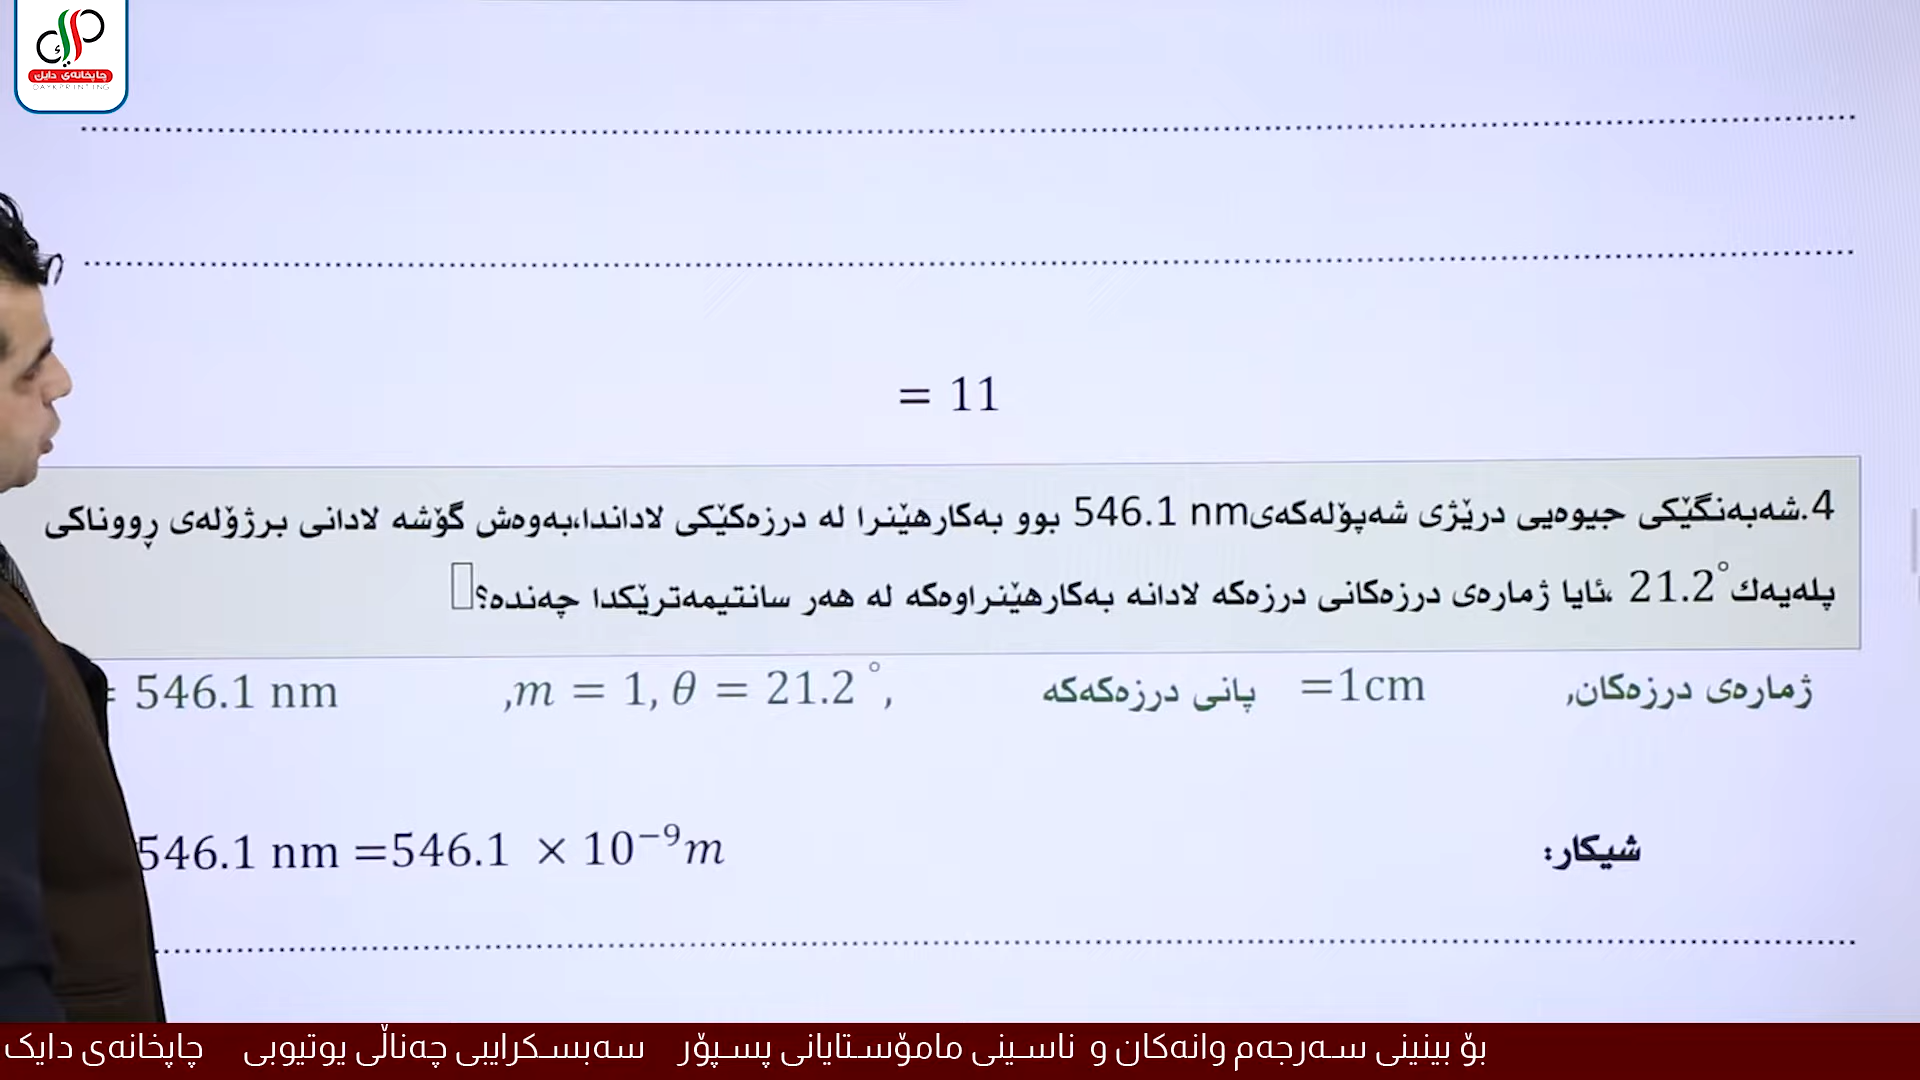 چاپخانەی دایک
DAYKPRINTING
= 11
4.شەبەنگێکی جیوەیی درێژی شەپۆلەکەی546.1 nm بوو بەکارهێنرا لە درزەکێکی لاداندا،بەوەش گۆشە لادانی برژۆلەی ڕووناکی
پلەیەك 21.2° ،ئایا ژمارەی درزەکانی درزەکە لادانە بەکارهێنراوەکە لە هەر سانتیمەترێکدا چەندە؟
= 546.1 nm ,m = 1, θ = 21.2 °, پانی درزەکەکە =1cm ژمارەی درزەکان,
شیکار:
546.1 nm =546.1 × 10⁻⁹m
بۆ بینینی سەرجەم وانەکان و ناسینی مامۆستایانی پسپۆر سەبسکرایبی چەناڵی یوتیوبی چاپخانەی دایک